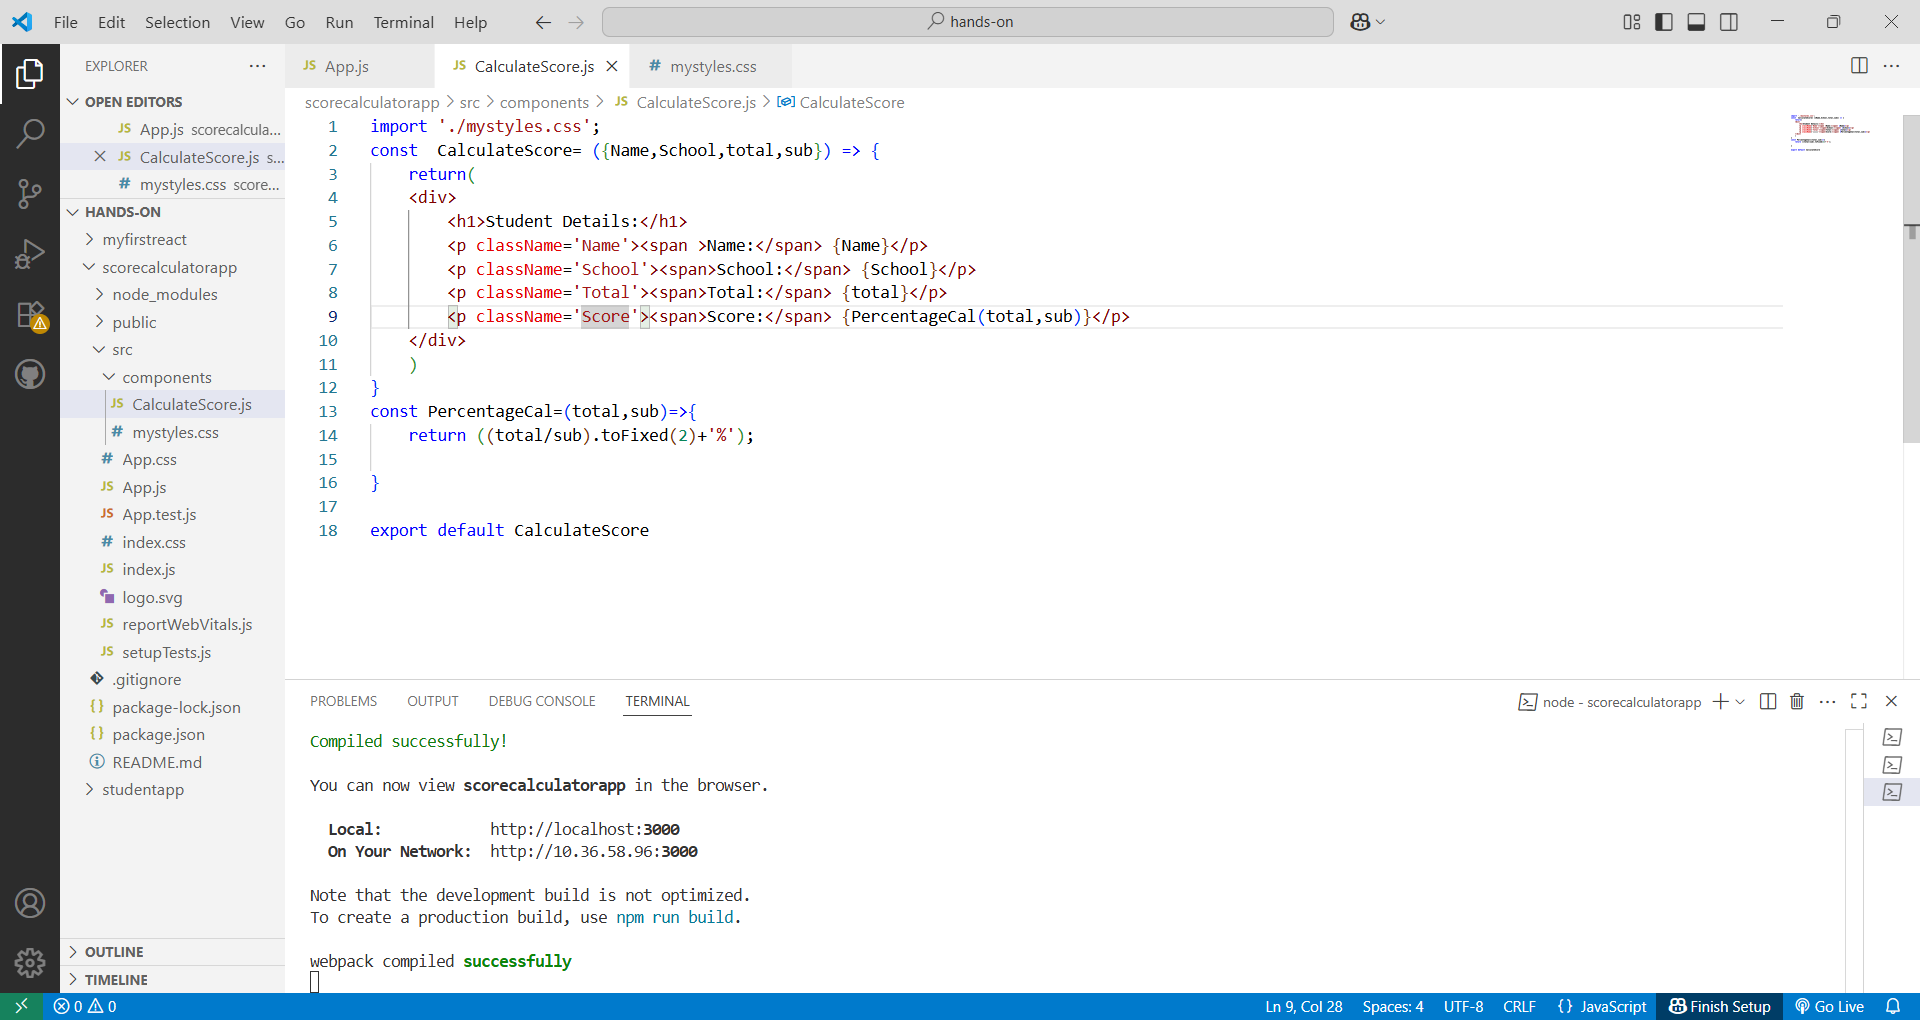 File Edit Selection View Go Run Terminal Help
hands-on
EXPLORER
OPEN EDITORS
JS App.js scorecalcula...
JS CalculateScore.js s...
# mystyles.css score...
HANDS-ON
myfirstreact
scorecalculatorapp
node_modules
public
src
components
JS CalculateScore.js
# mystyles.css
# App.css
JS App.js
JS App.test.js
# index.css
JS index.js
logo.svg
JS reportWebVitals.js
JS setupTests.js
.gitignore
{} package-lock.json
{} package.json
README.md
studentapp
OUTLINE
TIMELINE
JS App.js
JS CalculateScore.js
# mystyles.css
scorecalculatorapp > src > components > JS CalculateScore.js > CalculateScore
1 import './mystyles.css';
2 const  CalculateScore= ({Name,School,total,sub}) => {
3     return(
4     <div>
5         <h1>Student Details:</h1>
6         <p className='Name'><span >Name:</span> {Name}</p>
7         <p className='School'><span>School:</span> {School}</p>
8         <p className='Total'><span>Total:</span> {total}</p>
9         <p className='Score'><span>Score:</span> {PercentageCal(total,sub)}</p>
10     </div>
11     )
12 }
13 const PercentageCal=(total,sub)=>{
14     return ((total/sub).toFixed(2)+'%');
15
16 }
17
18 export default CalculateScore
PROBLEMS OUTPUT DEBUG CONSOLE TERMINAL
node - scorecalculatorapp
Compiled successfully!
You can now view scorecalculatorapp in the browser.
Local:            http://localhost:3000
On Your Network:  http://10.36.58.96:3000
Note that the development build is not optimized.
To create a production build, use npm run build.
webpack compiled successfully
0 0
Ln 9, Col 28 Spaces: 4 UTF-8 CRLF {} JavaScript Finish Setup Go Live